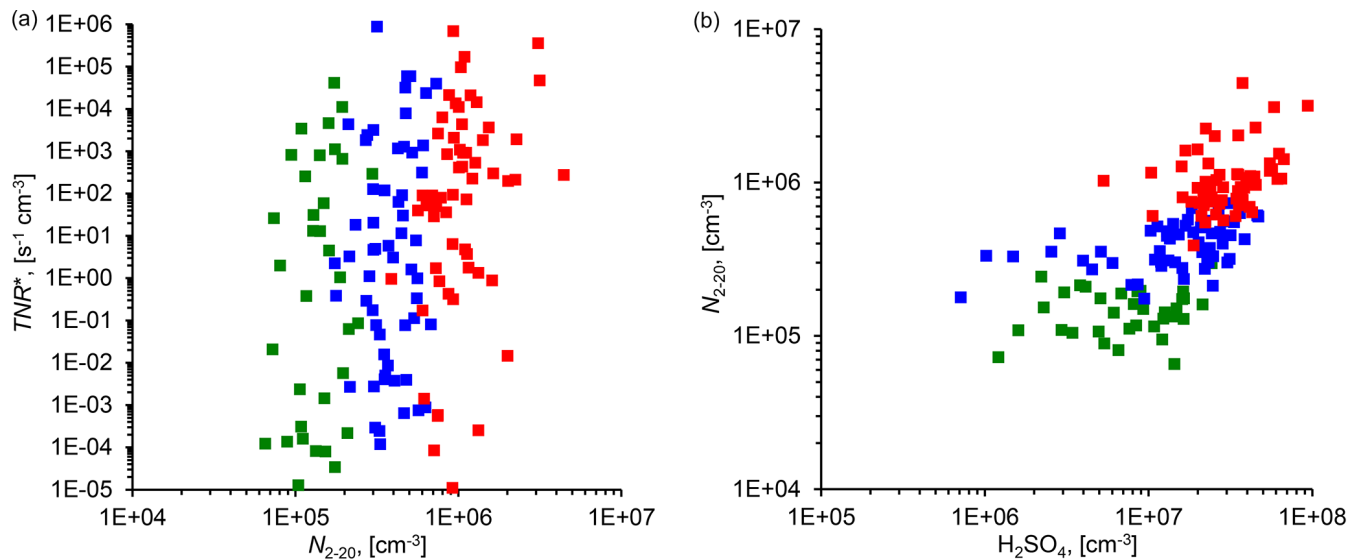 (a)
1E+06
1E+05
1E+04
1E+03
1E+02
1E+01
1E+00
1E-01
1E-02
1E-03
1E-04
1E-05
TNR*, [s⁻¹ cm⁻³]
1E+04 1E+05 1E+06 1E+07
N₂₋₂₀, [cm⁻³]
(b)
1E+07
1E+06
1E+05
1E+04
N₂₋₂₀, [cm⁻³]
1E+05 1E+06 1E+07 1E+08
H₂SO₄, [cm⁻³]